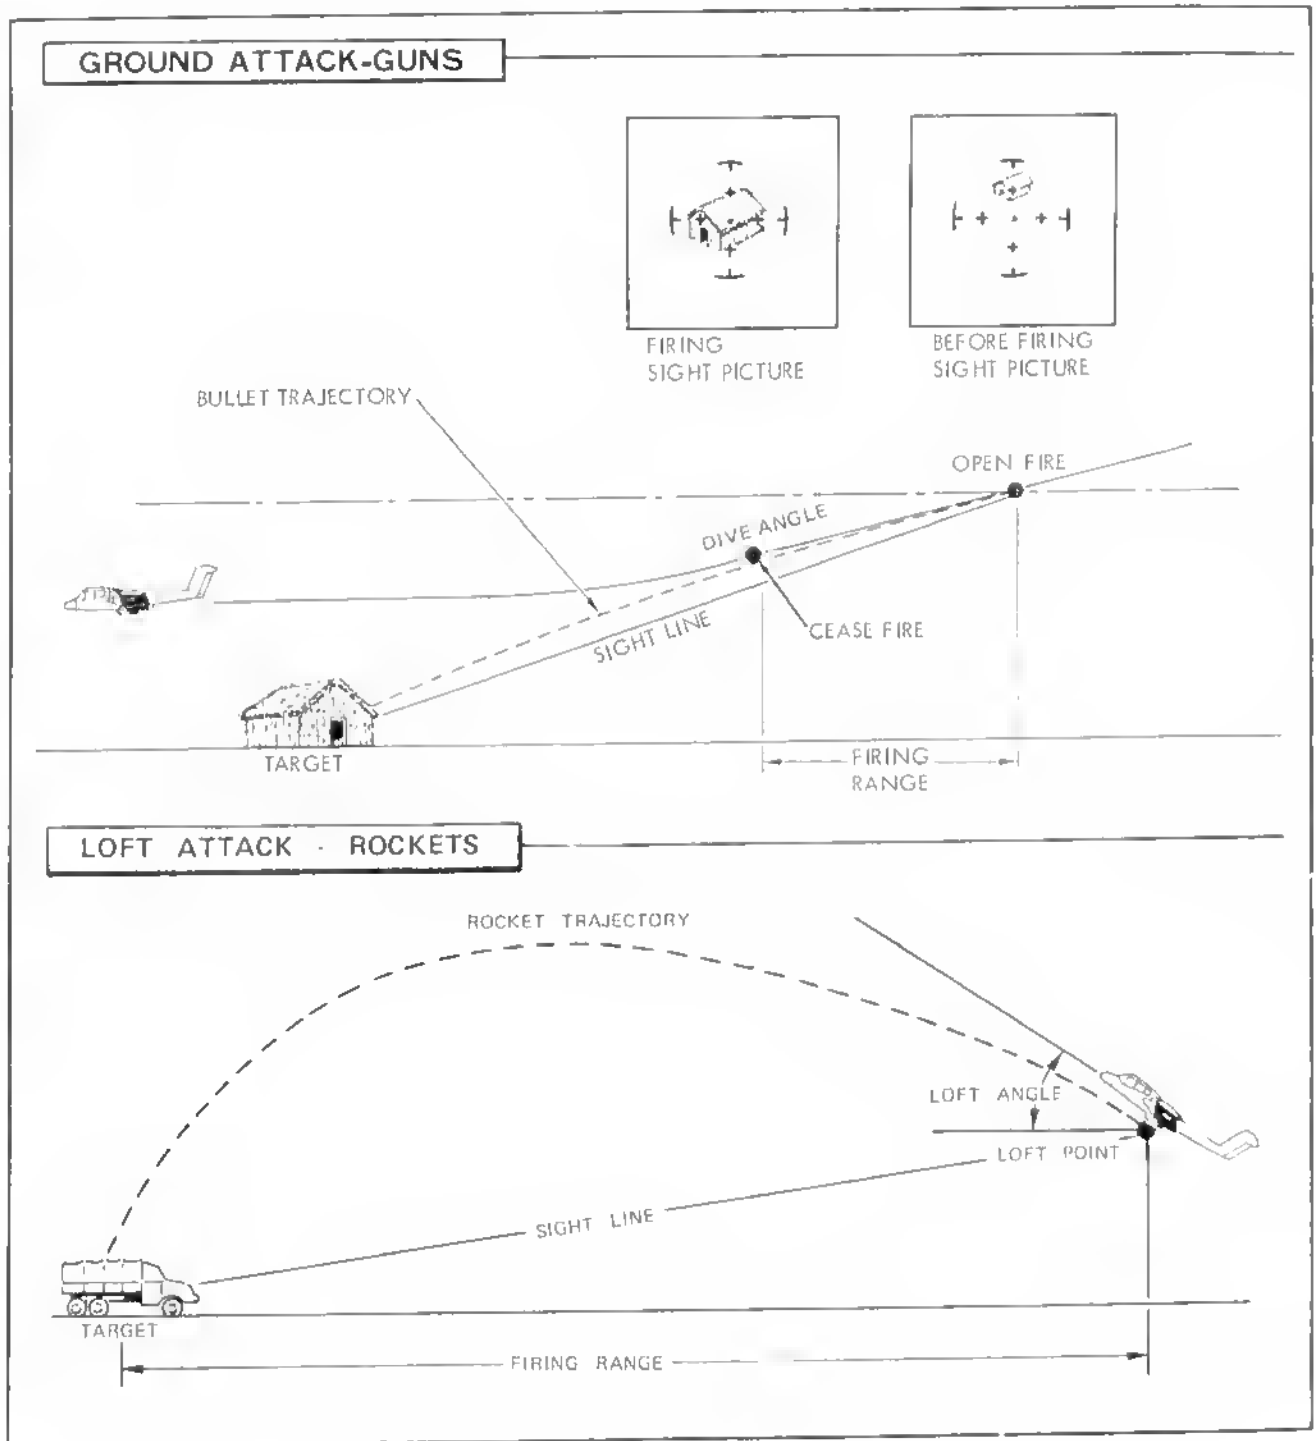 GROUND ATTACK-GUNS
FIRING
SIGHT PICTURE
BEFORE FIRING
SIGHT PICTURE
BULLET TRAJECTORY
OPEN FIRE
DIVE ANGLE
SIGHT LINE
CEASE FIRE
TARGET
FIRING
RANGE
LOFT ATTACK - ROCKETS
ROCKET TRAJECTORY
LOFT ANGLE
LOFT POINT
SIGHT LINE
TARGET
FIRING RANGE